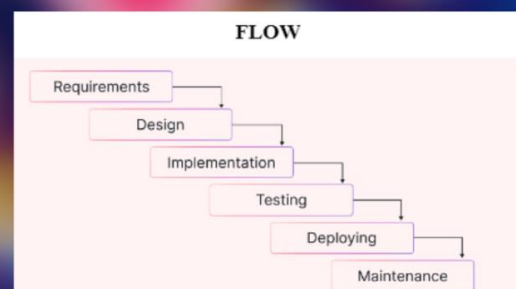 FLOW
Requirements
Design
Implementation
Testing
Deploying
Maintenance